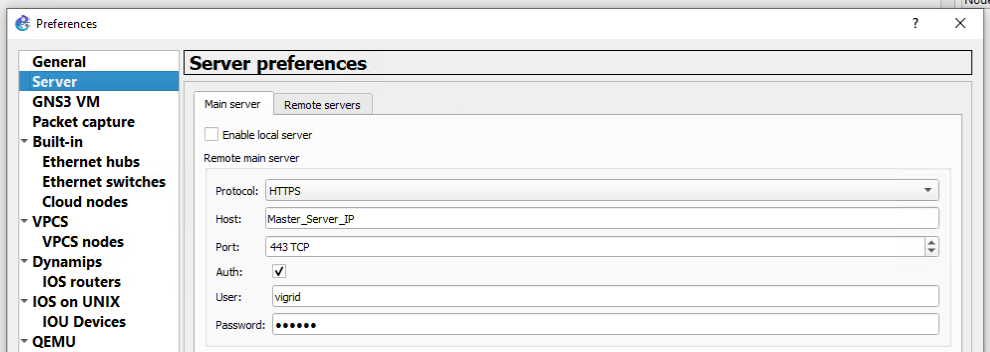 Node
Preferences
?
General
Server
GNS3 VM
Packet capture
Built-in
Ethernet hubs
Ethernet switches
Cloud nodes
VPCS
VPCS nodes
Dynamips
IOS routers
IOS on UNIX
IOU Devices
QEMU
Server preferences
Main server Remote servers
Enable local server
Remote main server
Protocol: HTTPS
Host: Master_Server_IP
Port: 443 TCP
Auth:
User: vigrid
Password: ●●●●●●